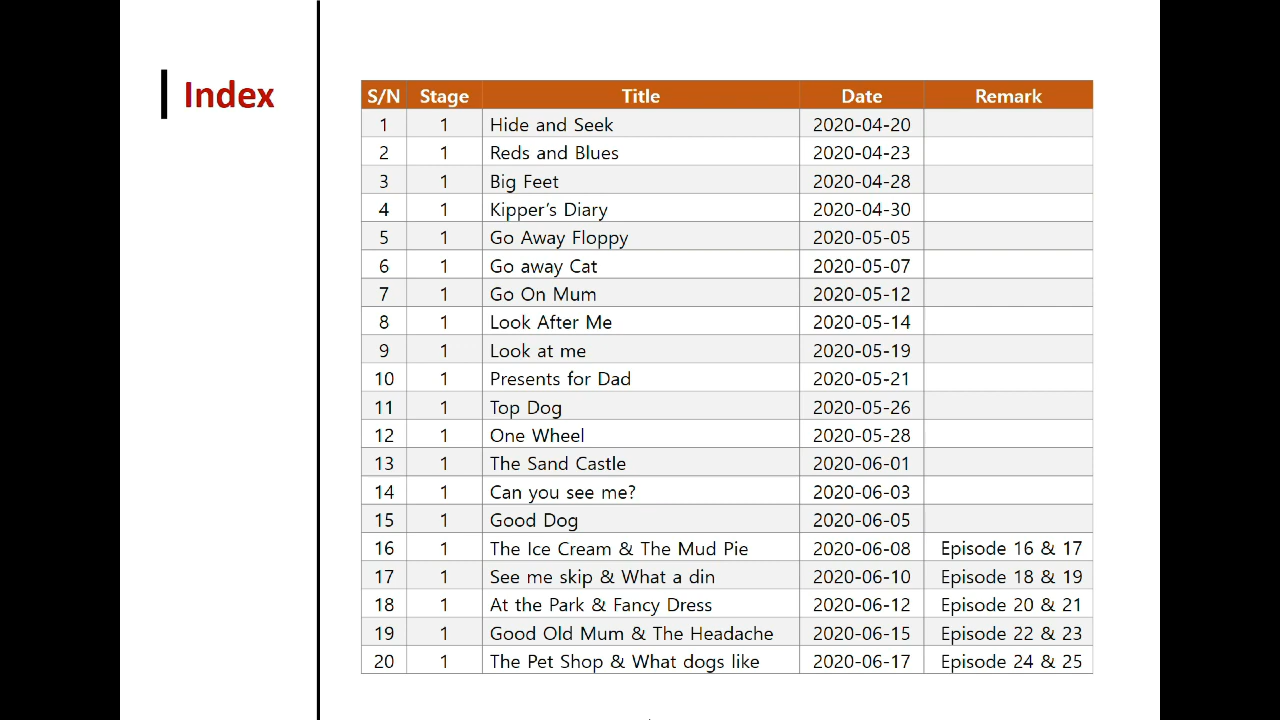 Index
S/N Stage Title Date Remark
1 1 Hide and Seek 2020-04-20
2 1 Reds and Blues 2020-04-23
3 1 Big Feet 2020-04-28
4 1 Kipper’s Diary 2020-04-30
5 1 Go Away Floppy 2020-05-05
6 1 Go away Cat 2020-05-07
7 1 Go On Mum 2020-05-12
8 1 Look After Me 2020-05-14
9 1 Look at me 2020-05-19
10 1 Presents for Dad 2020-05-21
11 1 Top Dog 2020-05-26
12 1 One Wheel 2020-05-28
13 1 The Sand Castle 2020-06-01
14 1 Can you see me? 2020-06-03
15 1 Good Dog 2020-06-05
16 1 The Ice Cream & The Mud Pie 2020-06-08 Episode 16 & 17
17 1 See me skip & What a din 2020-06-10 Episode 18 & 19
18 1 At the Park & Fancy Dress 2020-06-12 Episode 20 & 21
19 1 Good Old Mum & The Headache 2020-06-15 Episode 22 & 23
20 1 The Pet Shop & What dogs like 2020-06-17 Episode 24 & 25